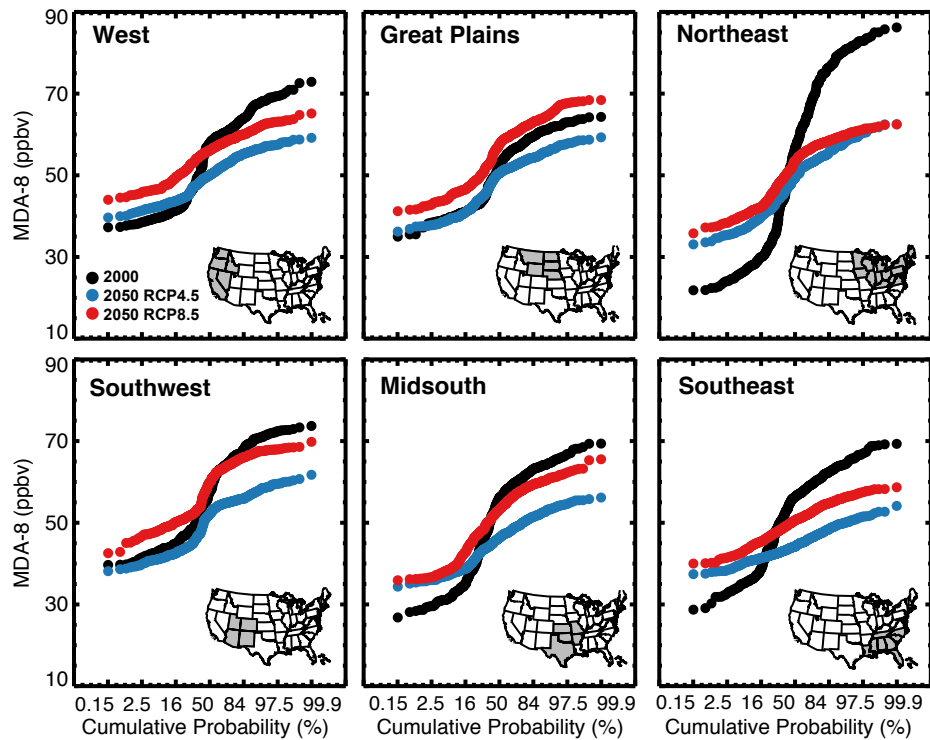 West
Great Plains
Northeast
90
70
50
30
10
MDA-8 (ppbv)
2000
2050 RCP4.5
2050 RCP8.5
Southwest
Midsouth
Southeast
90
70
50
30
10
MDA-8 (ppbv)
0.15 2.5 16 50 84 97.5 99.9
0.15 2.5 16 50 84 97.5 99.9
0.15 2.5 16 50 84 97.5 99.9
Cumulative Probability (%)
Cumulative Probability (%)
Cumulative Probability (%)